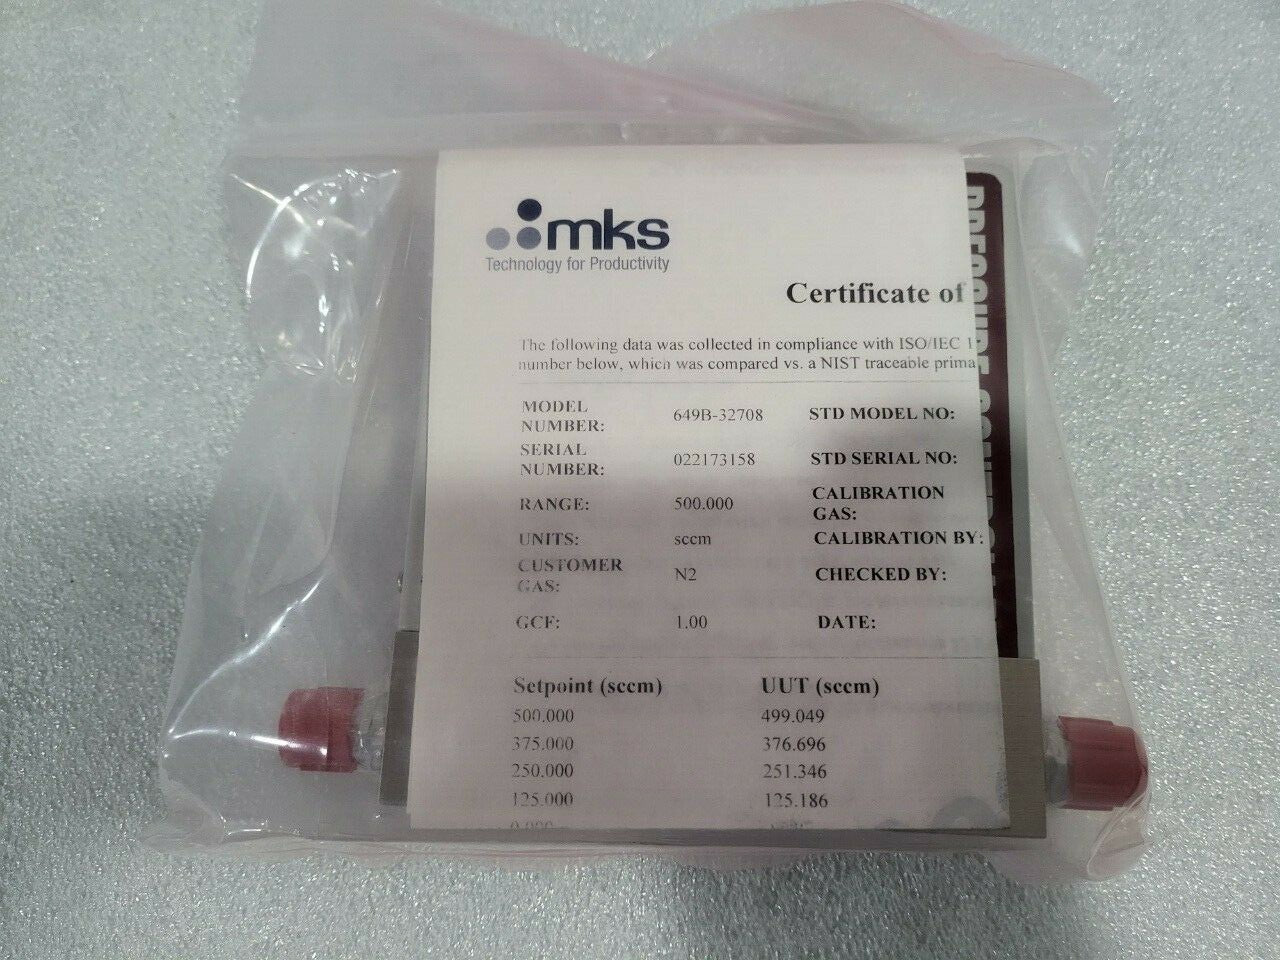 mks
Technology for Productivity
Certificate of
The following data was collected in compliance with ISO/IEC 1
number below, which was compared vs. a NIST traceable prima
MODEL NUMBER: 649B-32708 STD MODEL NO:
SERIAL NUMBER: 022173158 STD SERIAL NO:
RANGE: 500.000 CALIBRATION GAS:
UNITS: sccm CALIBRATION BY:
CUSTOMER GAS: N2 CHECKED BY:
GCF: 1.00 DATE:
Setpoint (sccm) UUT (sccm)
500.000 499.049
375.000 376.696
250.000 251.346
125.000 125.186
PRESSURE